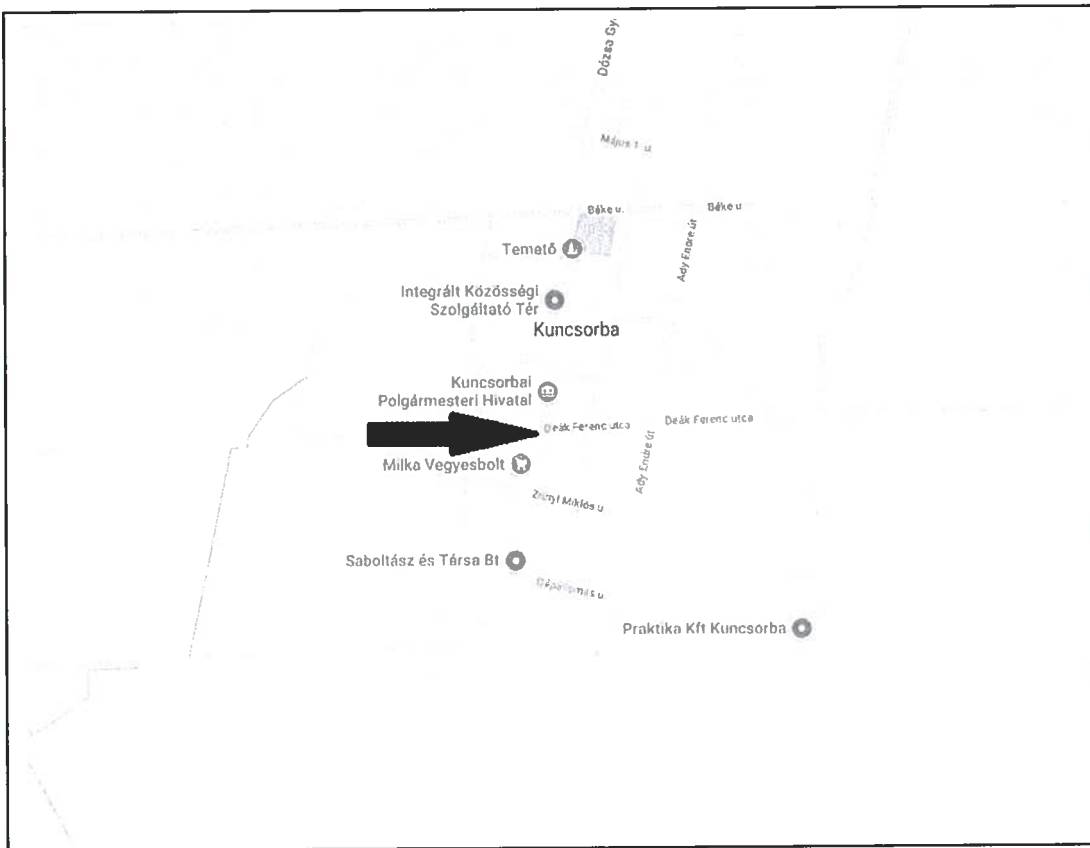 Dózsa Gy.
Május 1. u.
Béke u.
Béke u
Ady Endre út
Temető
Integrált Közösségi
Szolgáltató Tér
Kuncsorba
Kuncsorbai
Polgármesteri Hivatal
Deák Ferenc utca
Deák Ferenc utca
Ady Endre út
Milka Vegyesbolt
Zrínyi Miklós u
Saboltász és Társa Bt
Praktika Kft Kuncsorba